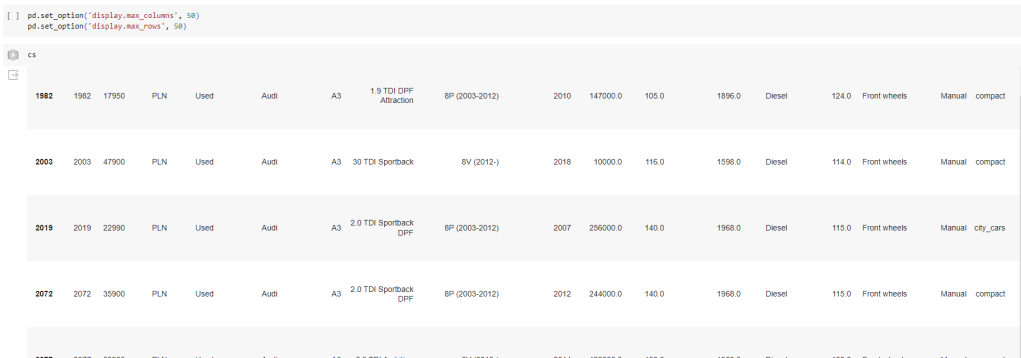 [ ] pd.set_option('display.max_columns', 50)
pd.set_option('display.max_rows', 50)
cs
1982 1982 17950 PLN Used Audi A3 1.9 TDI DPF Attraction 8P (2003-2012) 2010 147000.0 105.0 1896.0 Diesel 124.0 Front wheels Manual compact
2003 2003 47900 PLN Used Audi A3 30 TDI Sportback 8V (2012-) 2018 10000.0 116.0 1598.0 Diesel 114.0 Front wheels Manual compact
2019 2019 22990 PLN Used Audi A3 2.0 TDI Sportback DPF 8P (2003-2012) 2007 256000.0 140.0 1968.0 Diesel 115.0 Front wheels Manual city_cars
2072 2072 35900 PLN Used Audi A3 2.0 TDI Sportback DPF 8P (2003-2012) 2012 244000.0 140.0 1968.0 Diesel 115.0 Front wheels Manual compact